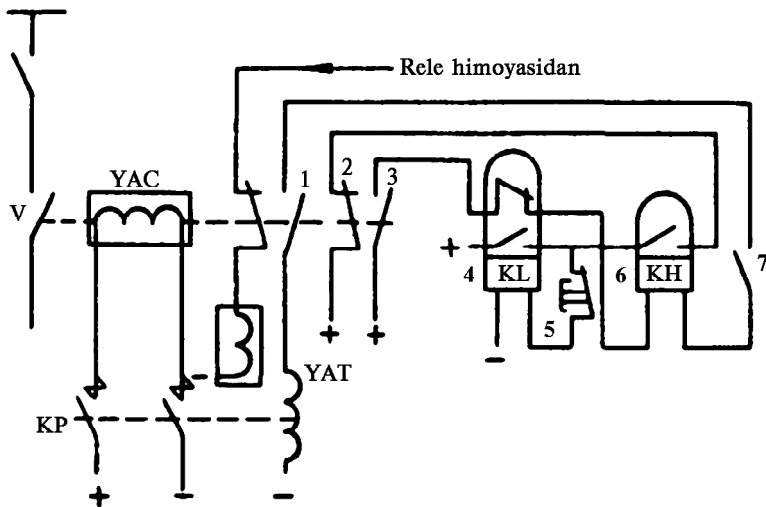 Rele himoyasidan
YAC
1
2
3
V
+
4
KL
6
KH
7
5
+
+
−
YAT
KP
+
−
−